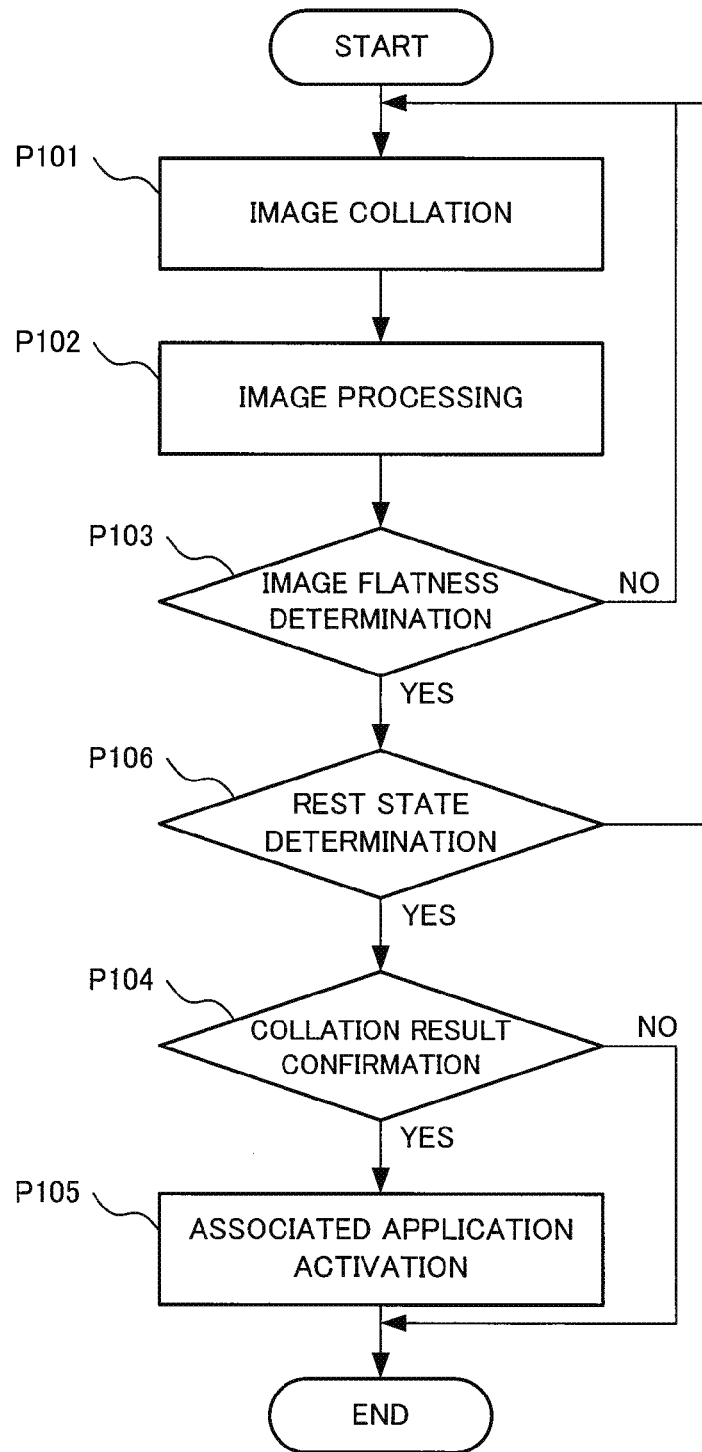 START
P101
IMAGE COLLATION
P102
IMAGE PROCESSING
P103
IMAGE FLATNESS
DETERMINATION
NO
YES
P106
REST STATE
DETERMINATION
YES
P104
COLLATION RESULT
CONFIRMATION
NO
YES
P105
ASSOCIATED APPLICATION
ACTIVATION
END